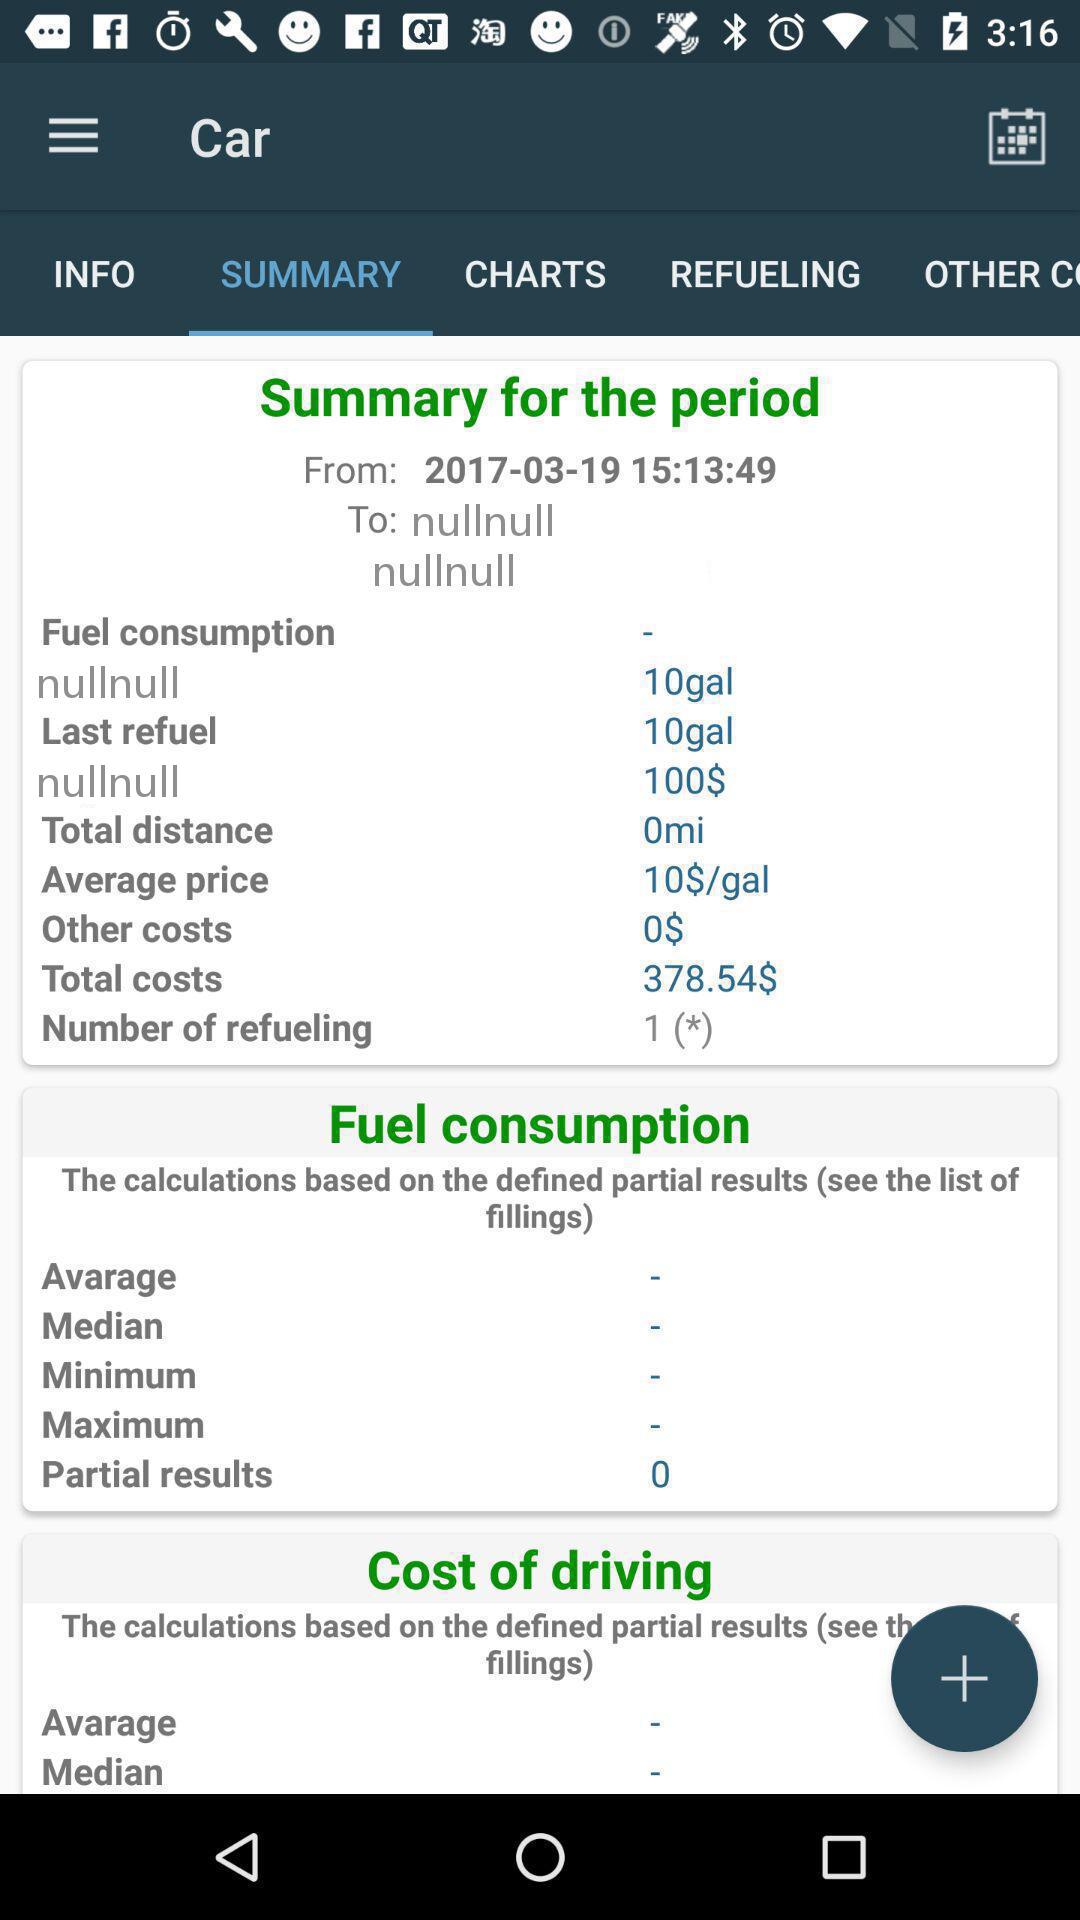 QT 淘 FAKE 3:16
Car
INFO SUMMARY CHARTS REFUELING OTHER CO
Summary for the period
From: 2017-03-19 15:13:49
To: nullnull
nullnull
Fuel consumption -
nullnull 10gal
Last refuel 10gal
nullnull 100$
Total distance 0mi
Average price 10$/gal
Other costs 0$
Total costs 378.54$
Number of refueling 1 (*)
Fuel consumption
The calculations based on the defined partial results (see the list of
fillings)
Avarage -
Median -
Minimum -
Maximum -
Partial results 0
Cost of driving
The calculations based on the defined partial results (see th f
fillings)
Avarage -
Median -